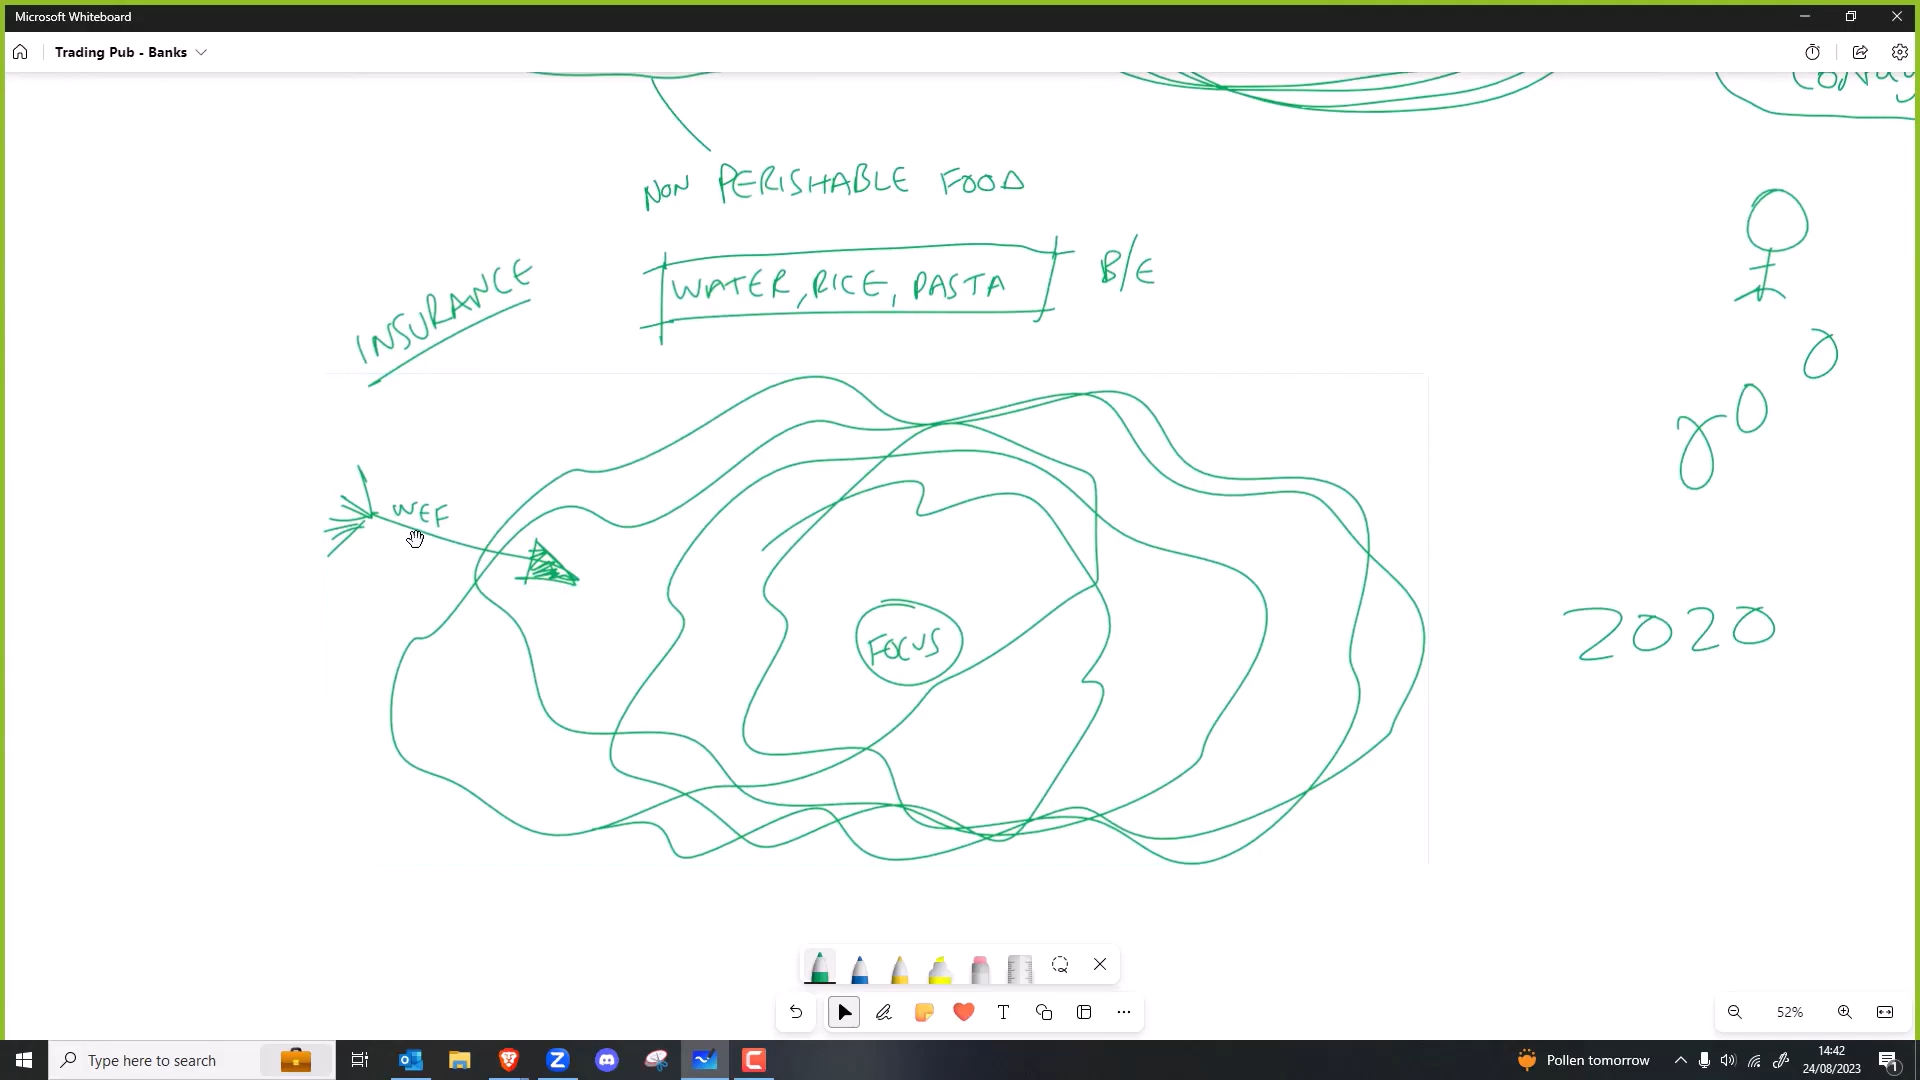 Microsoft Whiteboard
Trading Pub - Banks
NON PERISHABLE FOOD
INSURANCE
WATER, RICE, PASTA
B/E
WEF
FOCUS
2020
52%
Type here to search
Pollen tomorrow
14:42
24/08/2023
1